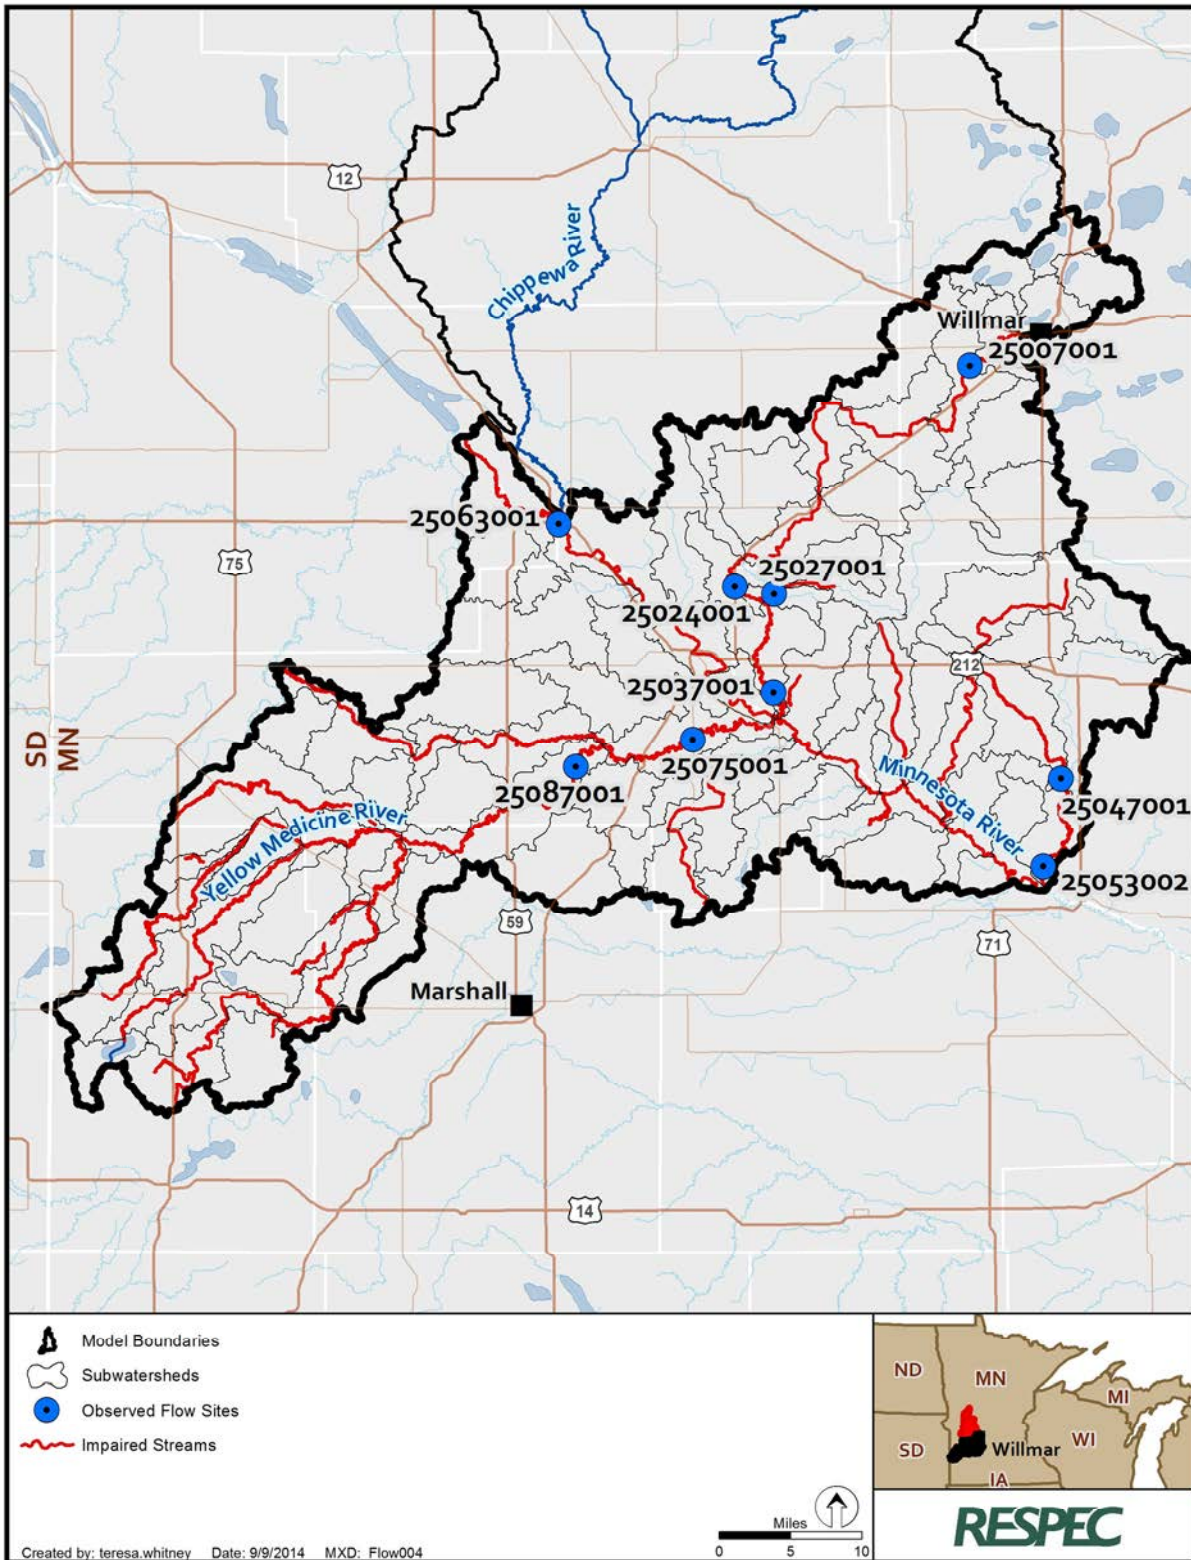 12
Chippewa River
Willmar
25007001
25063001
75
25027001
25024001
212
25037001
SD
MN
25075001
25087001
Minnesota River
25047001
Yellow Medicine River
25053002
59
71
Marshall
14
Model Boundaries
Subwatersheds
Observed Flow Sites
Impaired Streams
Miles
0 5 10
Created by: teresa.whitney Date: 9/9/2014 MXD: Flow004
ND
MN
MI
SD
WI
Willmar
IA
RESPEC